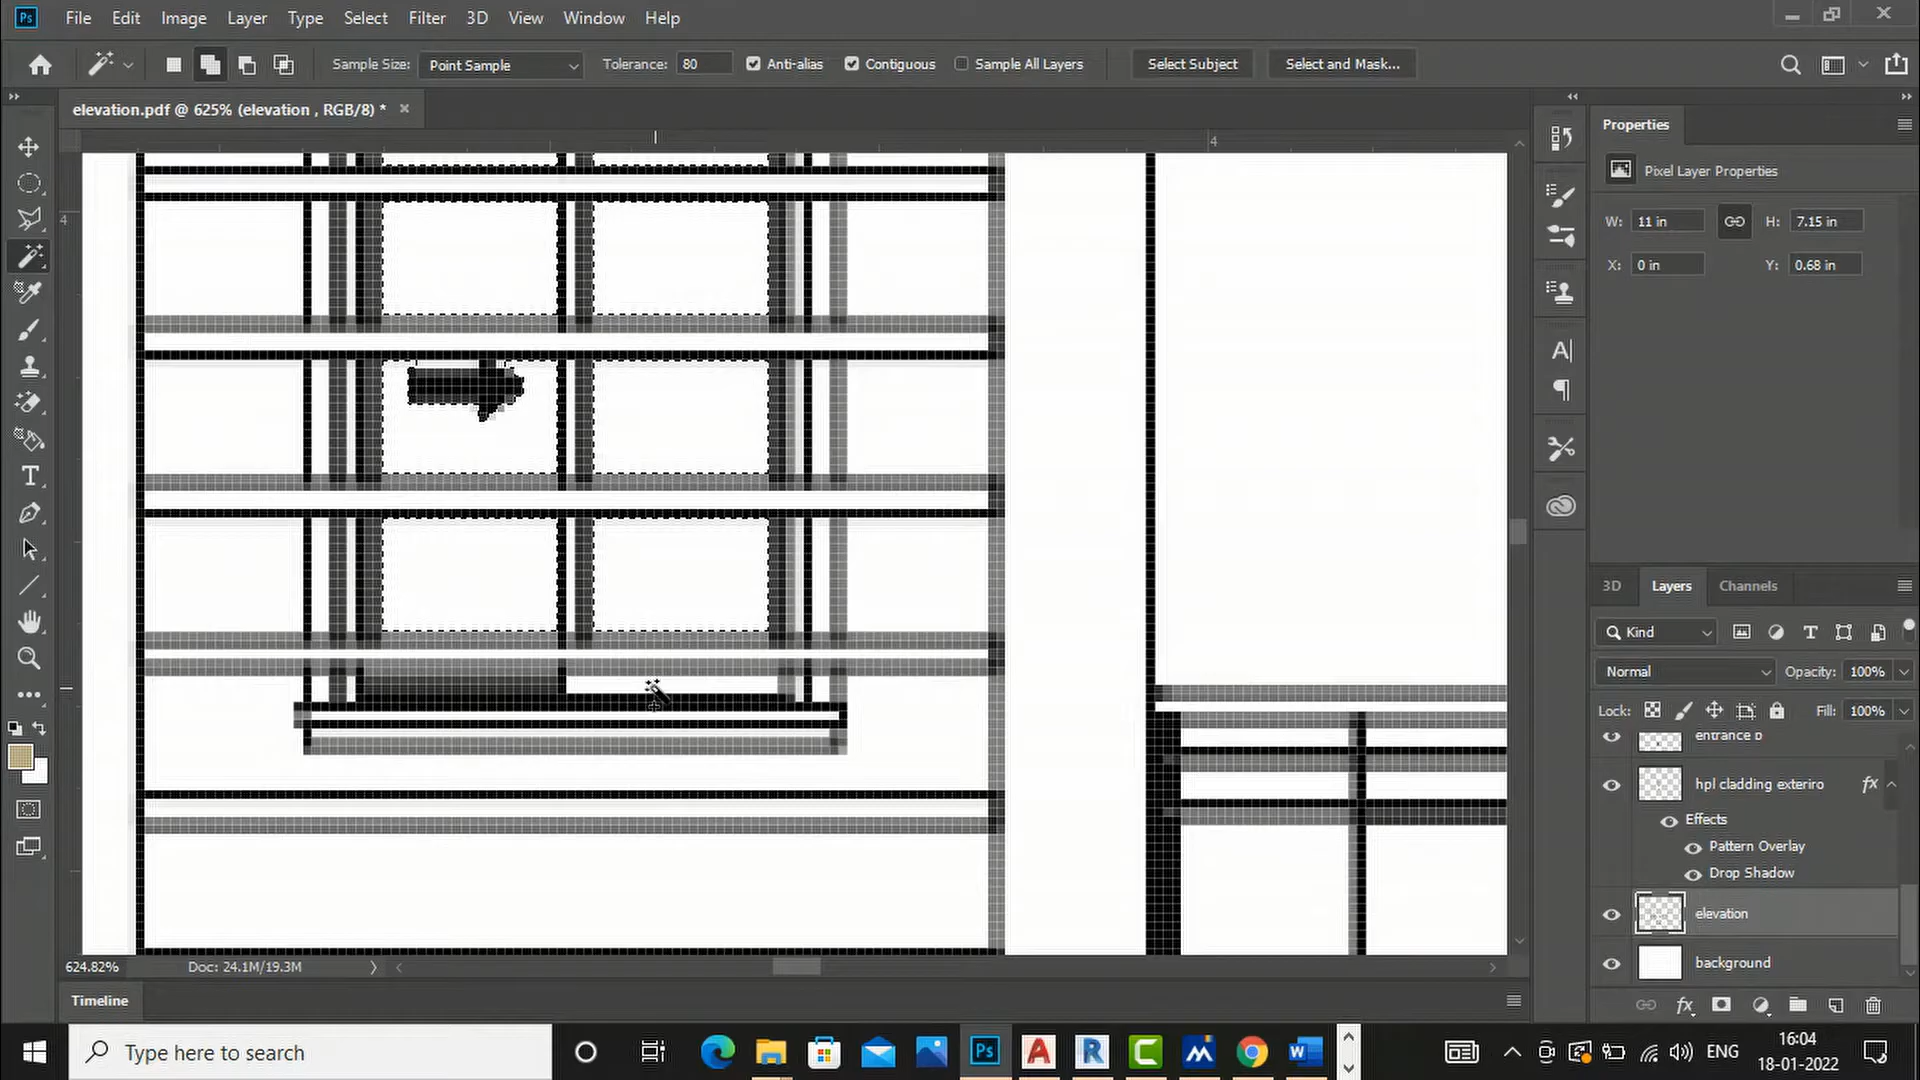 Ps File Edit Image Layer Type Select Filter 3D View Window Help
Sample Size: Point Sample Tolerance: 80 Anti-alias Contiguous Sample All Layers Select Subject Select and Mask...
elevation.pdf @ 625% (elevation , RGB/8) *
Properties
Pixel Layer Properties
W: 11 in H: 7.15 in
X: 0 in Y: 0.68 in
4
4
3D Layers Channels
Kind
Normal Opacity: 100%
Lock: Fill: 100%
entrance b
hpl cladding exteriro fx
Effects
Pattern Overlay
Drop Shadow
elevation
background
624.82% Doc: 24.1M/19.3M
fx
Timeline
Type here to search
Ps A R C W
ENG
16:04
18-01-2022